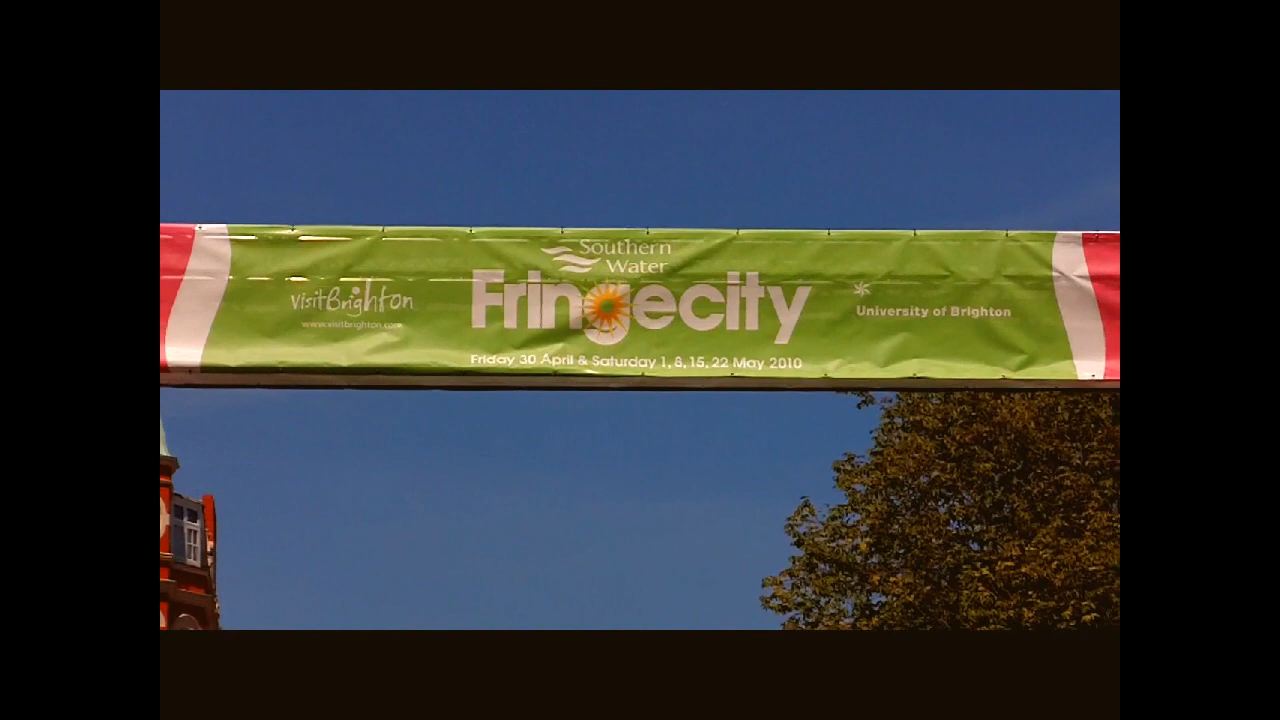 Southern
Water
visitBrighton
www.visitbrighton.com
Fringecity
University of Brighton
Friday 30 April & Saturday 1, 8, 15, 22 May 2010